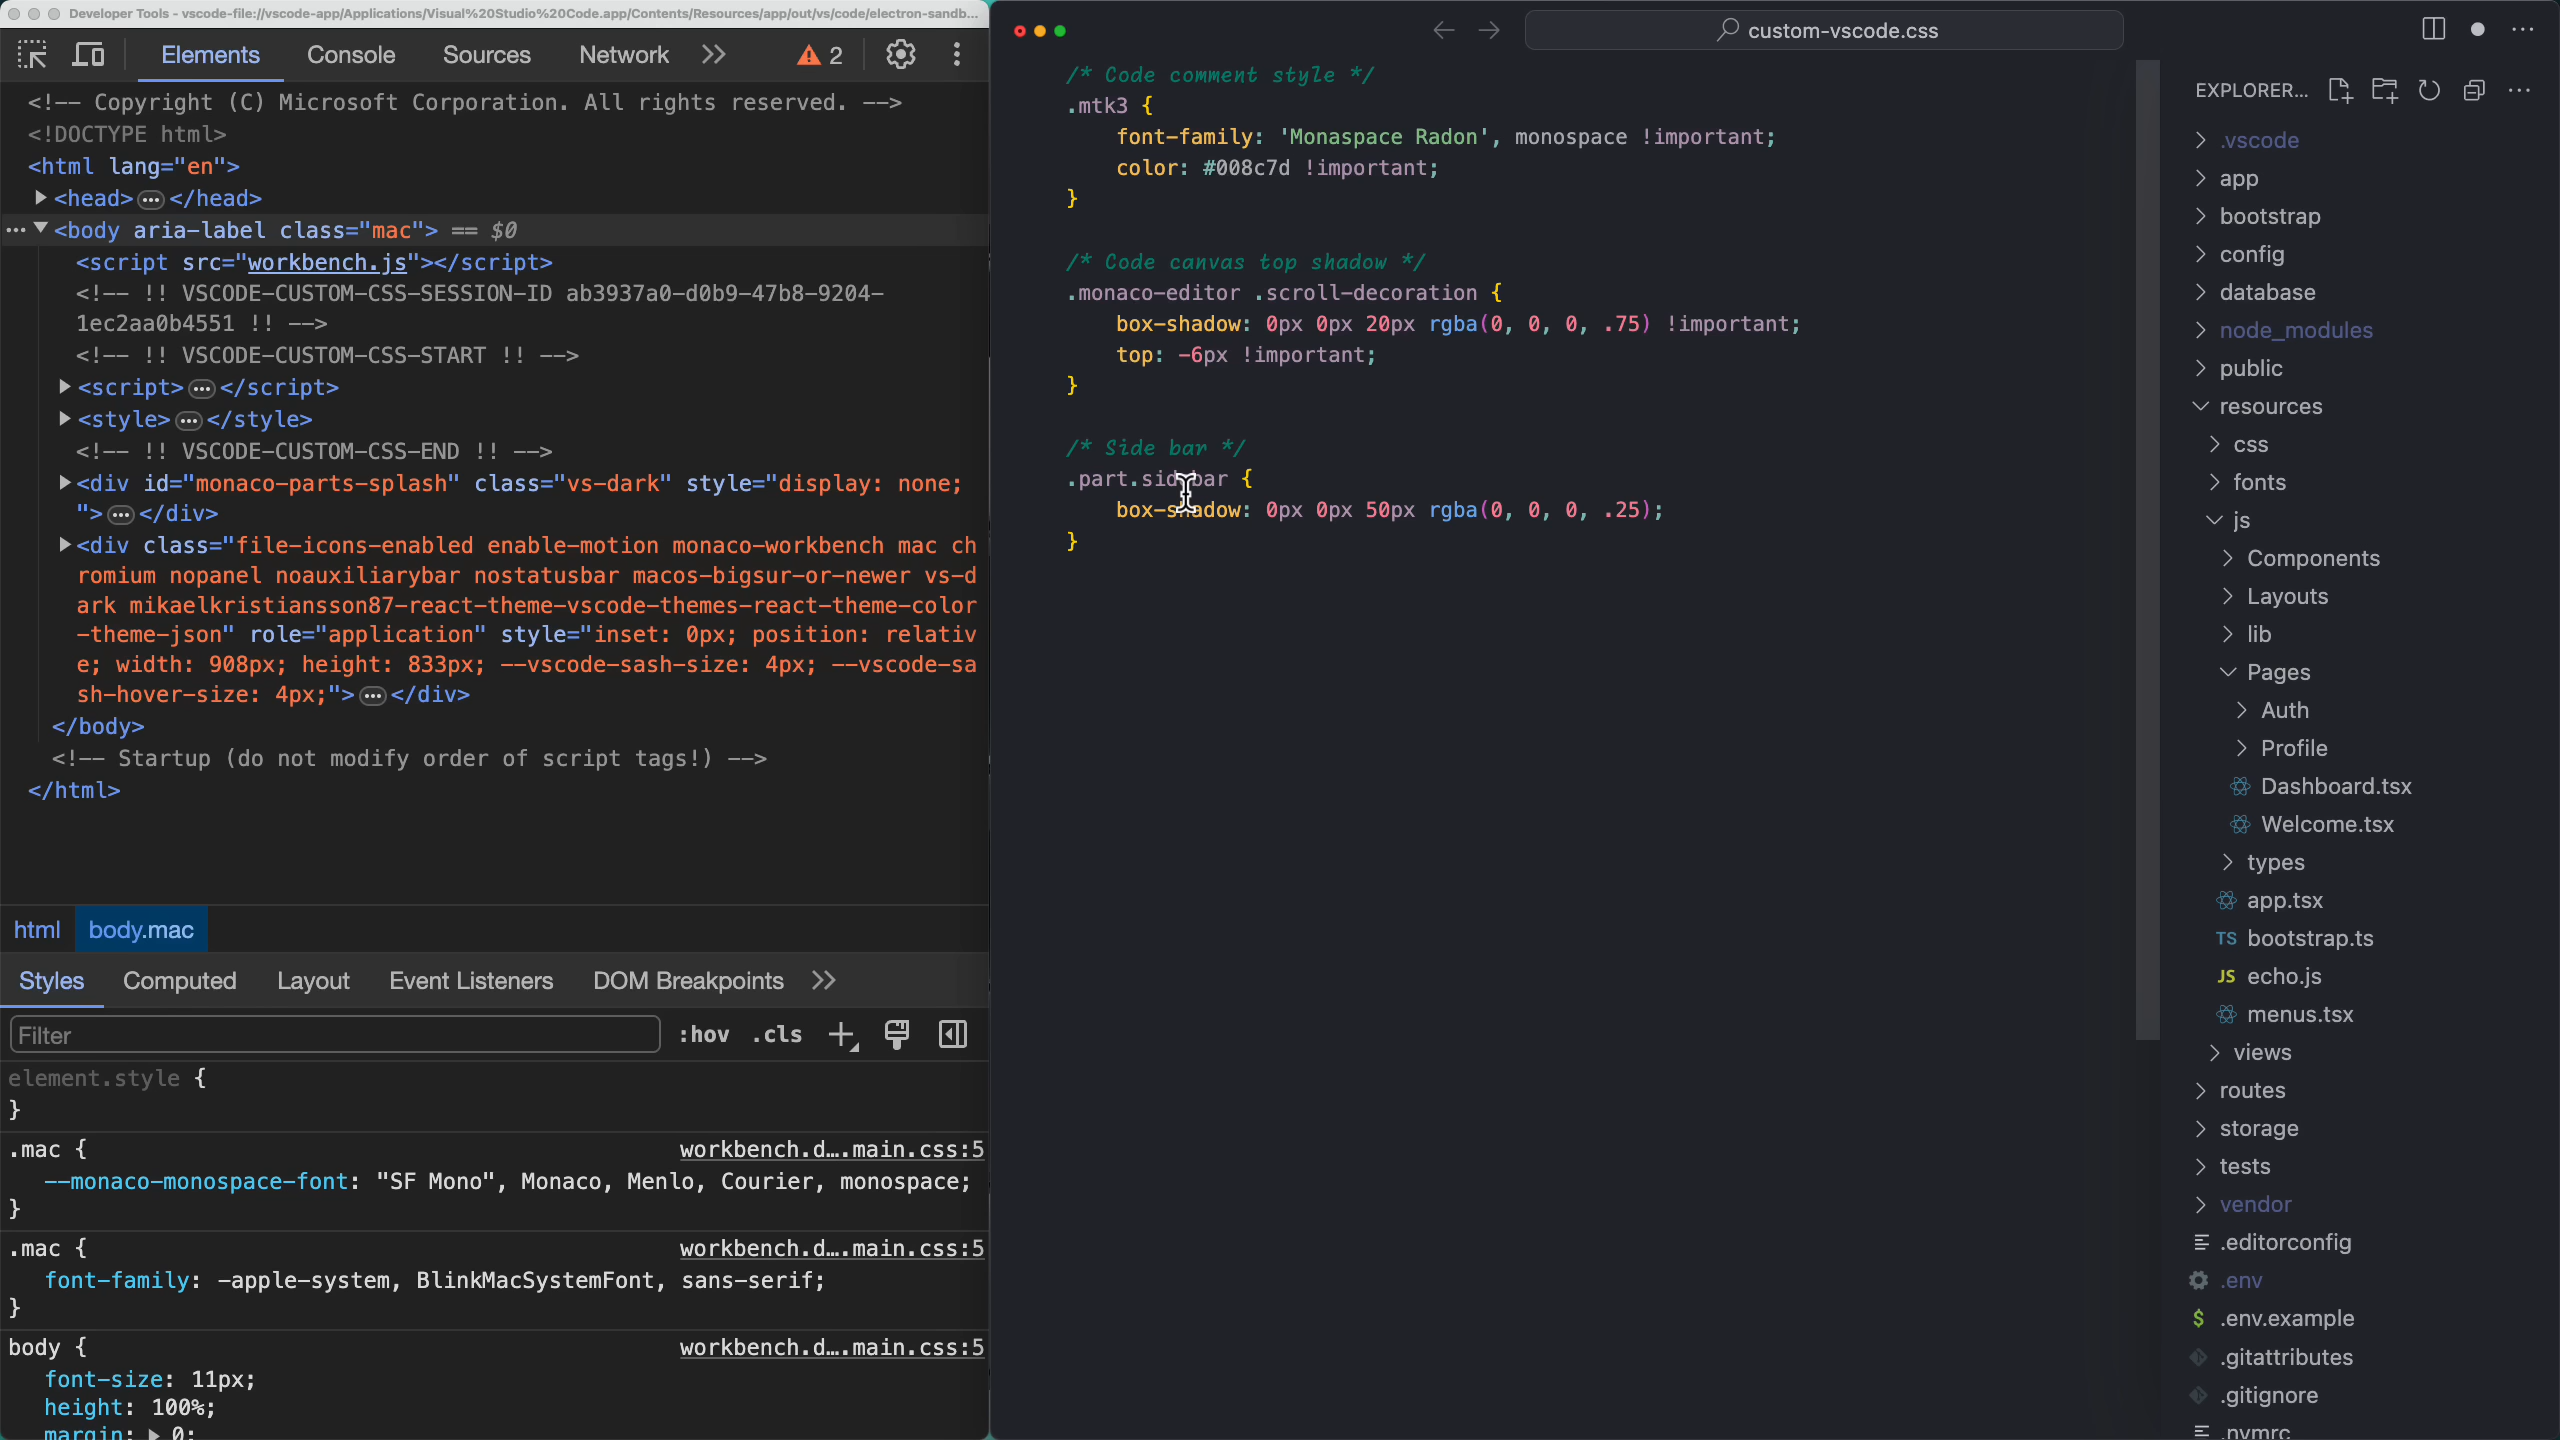 Developer Tools - vscode-file://vscode-app/Applications/Visual%20Studio%20Code.app/Contents/Resources/app/out/vs/code/electron-sandb...
Elements Console Sources Network 2
<!-- Copyright (C) Microsoft Corporation. All rights reserved. -->
<!DOCTYPE html>
<html lang="en">
<head> ... </head>
... <body aria-label class="mac"> == $0
<script src="workbench.js"></script>
<!-- !! VSCODE-CUSTOM-CSS-SESSION-ID ab3937a0-d0b9-47b8-9204-
1ec2aa0b4551 !! -->
<!-- !! VSCODE-CUSTOM-CSS-START !! -->
<script> ... </script>
<style> ... </style>
<!-- !! VSCODE-CUSTOM-CSS-END !! -->
<div id="monaco-parts-splash" class="vs-dark" style="display: none;
"> ... </div>
<div class="file-icons-enabled enable-motion monaco-workbench mac ch
romium nopanel noauxiliarybar nostatusbar macos-bigsur-or-newer vs-d
ark mikaelkristiansson87-react-theme-vscode-themes-react-theme-color
-theme-json" role="application" style="inset: 0px; position: relativ
e; width: 908px; height: 833px; --vscode-sash-size: 4px; --vscode-sa
sh-hover-size: 4px;"> ... </div>
</body>
<!-- Startup (do not modify order of script tags!) -->
</html>
html body.mac
Styles Computed Layout Event Listeners DOM Breakpoints
Filter :hov .cls
element.style {
}
.mac { workbench.d....main.css:5
--monaco-monospace-font: "SF Mono", Monaco, Menlo, Courier, monospace;
}
.mac { workbench.d....main.css:5
font-family: -apple-system, BlinkMacSystemFont, sans-serif;
}
body { workbench.d....main.css:5
font-size: 11px;
height: 100%;
margin: 0;
custom-vscode.css
/* Code comment style */
.mtk3 {
font-family: 'Monaspace Radon', monospace !important;
color: #008c7d !important;
}
/* Code canvas top shadow */
.monaco-editor .scroll-decoration {
box-shadow: 0px 0px 20px rgba(0, 0, 0, .75) !important;
top: -6px !important;
}
/* Side bar */
.part.sidebar {
box-shadow: 0px 0px 50px rgba(0, 0, 0, .25);
}
EXPLORER...
.vscode
app
bootstrap
config
database
node_modules
public
resources
css
fonts
js
Components
Layouts
lib
Pages
Auth
Profile
Dashboard.tsx
Welcome.tsx
types
app.tsx
TS bootstrap.ts
JS echo.js
menus.tsx
views
routes
storage
tests
vendor
.editorconfig
.env
$ .env.example
.gitattributes
.gitignore
.nvmrc